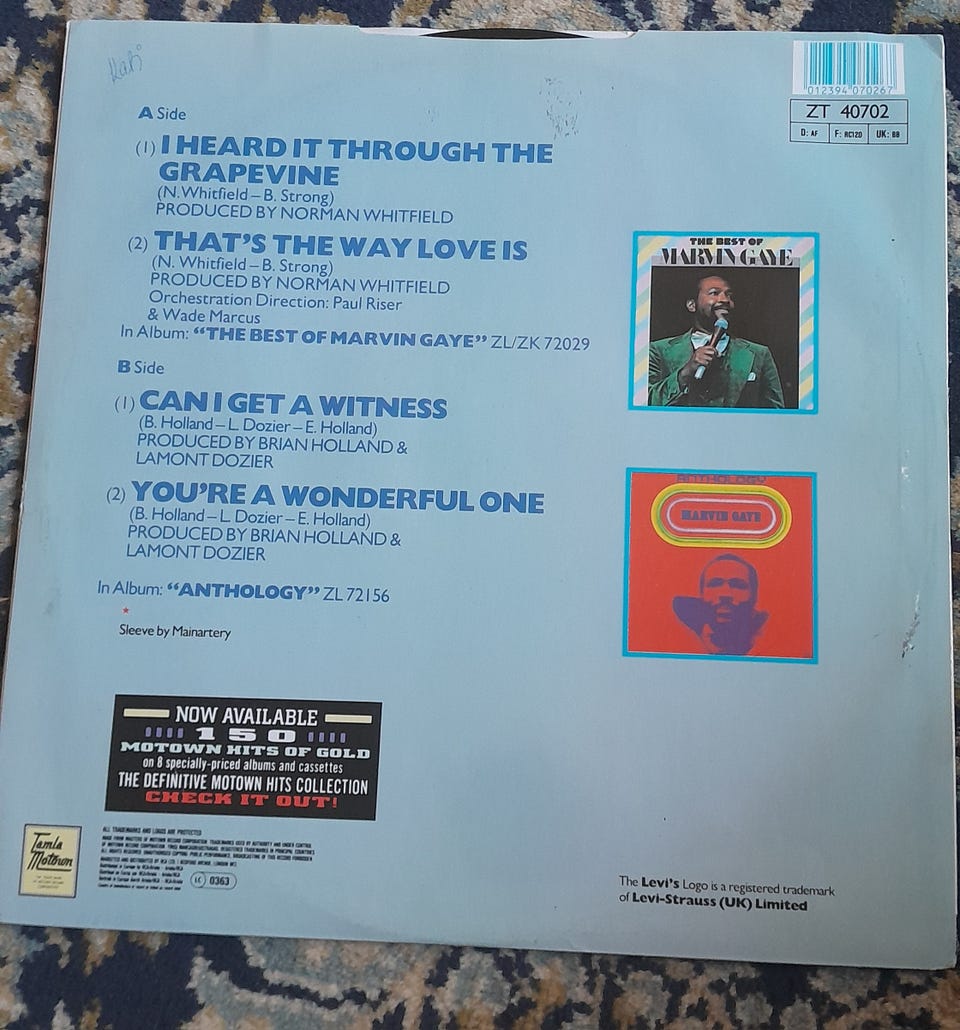 012394 070267
ZT 40702
D: AF F: RC120 UK: BB
A Side
(1) I HEARD IT THROUGH THE
GRAPEVINE
(N. Whitfield – B. Strong)
PRODUCED BY NORMAN WHITFIELD
(2) THAT'S THE WAY LOVE IS
(N. Whitfield – B. Strong)
PRODUCED BY NORMAN WHITFIELD
Orchestration Direction: Paul Riser
& Wade Marcus
In Album: “THE BEST OF MARVIN GAYE” ZL/ZK 72029
THE BEST OF
MARVIN GAYE
B Side
(1) CAN I GET A WITNESS
(B. Holland – L. Dozier – E. Holland)
PRODUCED BY BRIAN HOLLAND &
LAMONT DOZIER
(2) YOU'RE A WONDERFUL ONE
(B. Holland – L. Dozier – E. Holland)
PRODUCED BY BRIAN HOLLAND &
LAMONT DOZIER
In Album: “ANTHOLOGY” ZL 72156
ANTHOLOGY
MARVIN GAYE
Sleeve by Mainartery
NOW AVAILABLE
150
MOTOWN HITS OF GOLD
on 8 specially-priced albums and cassettes
THE DEFINITIVE MOTOWN HITS COLLECTION
CHECK IT OUT!
Tamla
Motown
ALL TRADEMARKS AND LOGOS ARE PROTECTED
LC 0363
The Levi's Logo is a registered trademark
of Levi-Strauss (UK) Limited